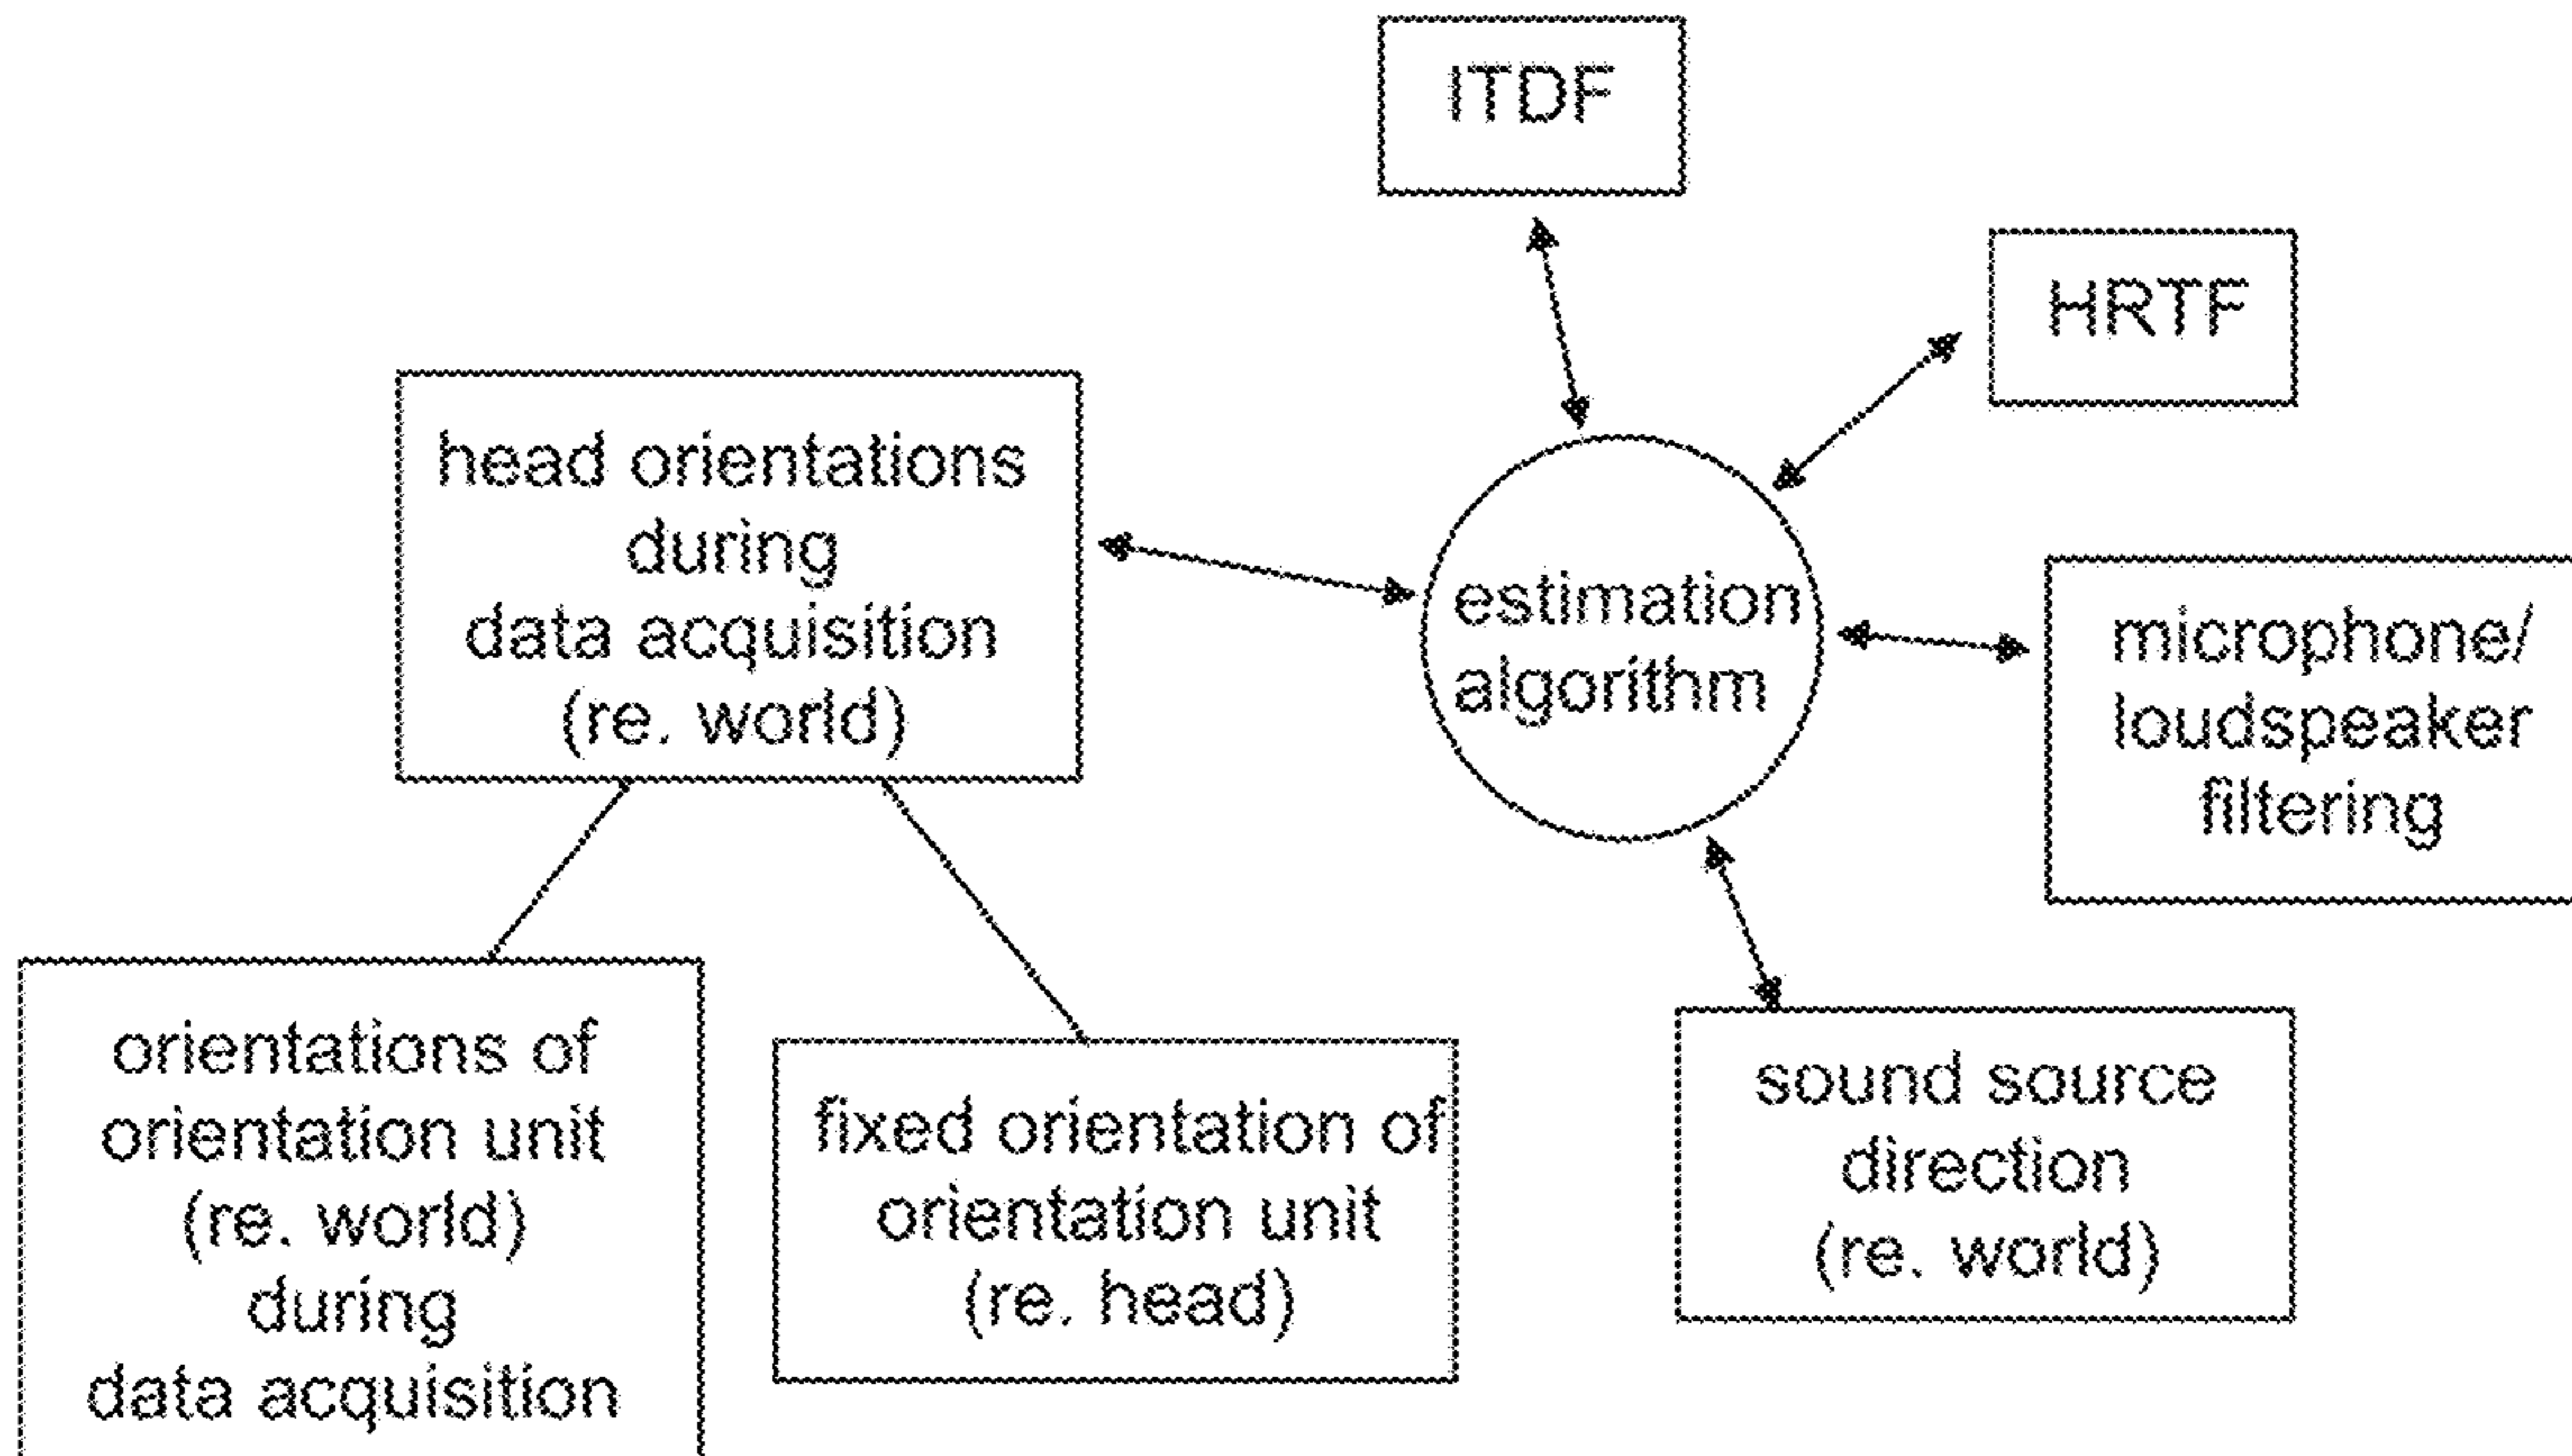 ITDF
HRTF
head orientations
during
data acquisition
(re. world)
estimation
algorithm
microphone/
loudspeaker
filtering
orientations of
orientation unit
(re. world)
during
data acquisition
fixed orientation of
orientation unit
(re. head)
sound source
direction
(re. world)